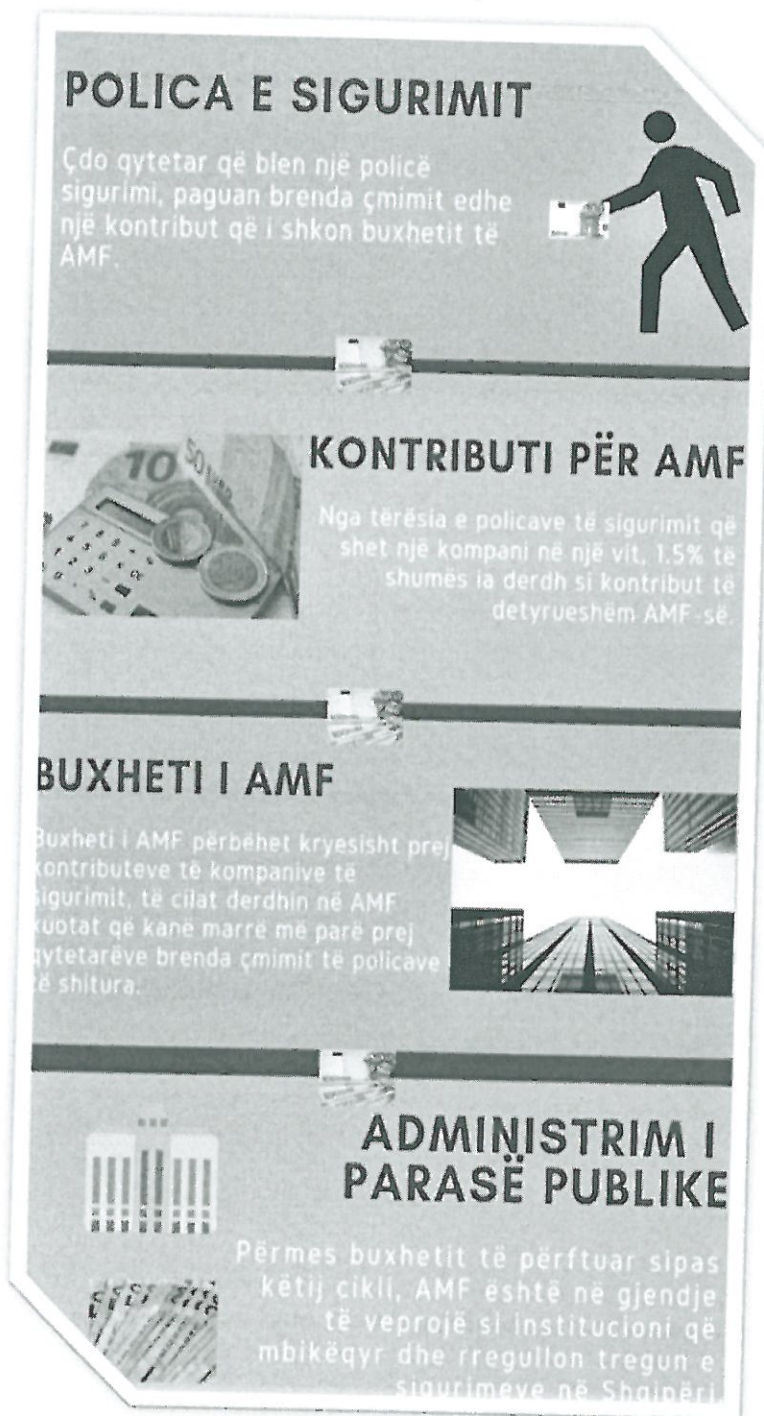 POLICA E SIGURIMIT
Çdo qytetar që blen një policë
sigurimi, paguan brenda çmimit edhe
një kontribut që i shkon buxhetit të
AMF.
10
50 EUR
KONTRIBUTI PËR AMF
Nga tërësia e policave të sigurimit që
shet një kompani në një vit, 1.5% të
shumës ia derdh si kontribut të
detyrueshëm AMF-së.
BUXHETI I AMF
Buxheti i AMF përbëhet kryesisht prej
kontributeve të kompanive të
sigurimit, të cilat derdhin në AMF
kuotat që kanë marrë më parë prej
qytetarëve brenda çmimit të policave
të shitura.
ADMINISTRIM I
PARASË PUBLIKE
Përmes buxhetit të përftuar sipas
këtij cikli, AMF është në gjendje
të veprojë si institucioni që
mbikëqyr dhe rregullon tregun e
sigurimeve në Shqipëri